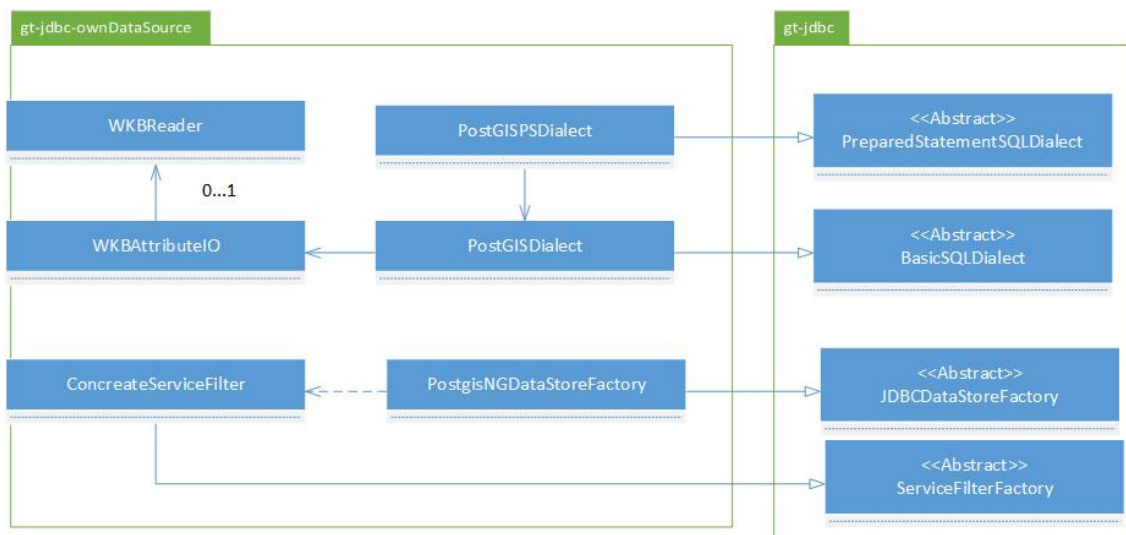 gt-jdbc-ownDataSource
gt-jdbc
WKBReader
PostGISPSDialect
<<Abstract>>
PreparedStatementSQLDialect
0...1
WKBAttributeIO
PostGISDialect
<<Abstract>>
BasicSQLDialect
ConcreateServiceFilter
PostgisNGDataStoreFactory
<<Abstract>>
JDBCDataStoreFactory
<<Abstract>>
ServiceFilterFactory